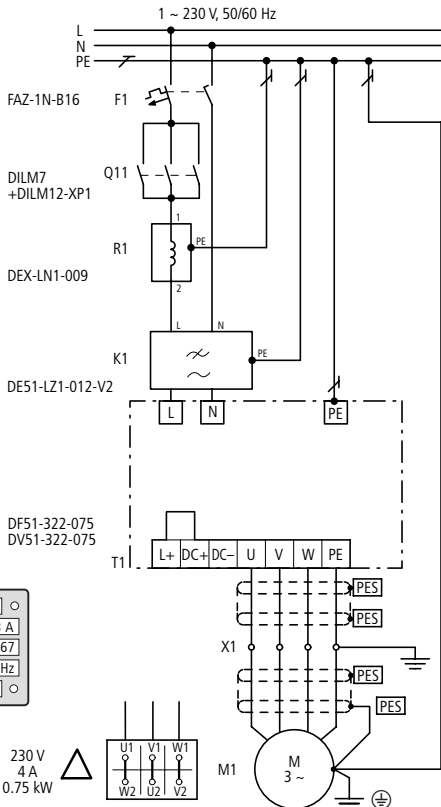 1 ~ 230 V, 50/60 Hz
L
N
PE
FAZ-1N-B16 F1
DILM7
+DILM12-XP1
Q11
1
R1
PE
DEX-LN1-009
2
L N
K1
PE
DE51-LZ1-012-V2
L N PE
DF51-322-075
DV51-322-075
T1
L+ DC+ DC– U V W PE
PES
PES
X1
PES
PES
A
67
Hz
230 V
4 A
0.75 kW
U1 V1 W1
W2 U2 V2
M1
M
3 ~